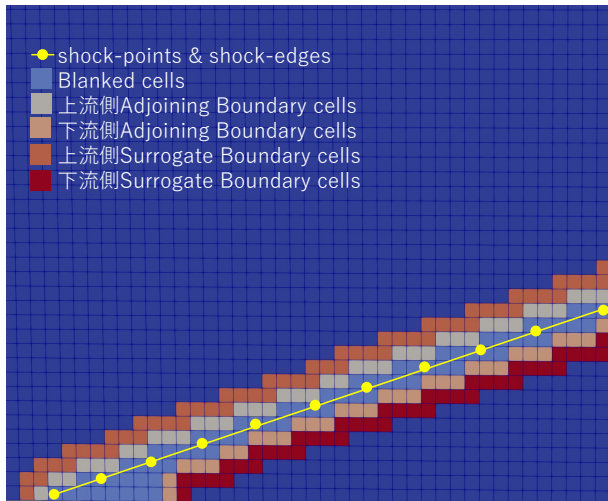 shock-points & shock-edges
Blanked cells
上流側Adjoining Boundary cells
下流側Adjoining Boundary cells
上流側Surrogate Boundary cells
下流側Surrogate Boundary cells